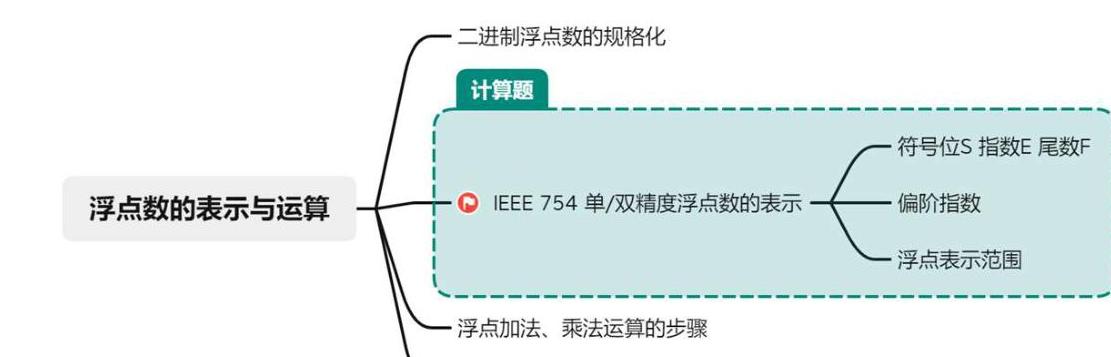 二进制浮点数的规格化
计算题
浮点数的表示与运算
IEEE 754 单/双精度浮点数的表示
符号位S 指数E 尾数F
偏阶指数
浮点表示范围
浮点加法、乘法运算的步骤